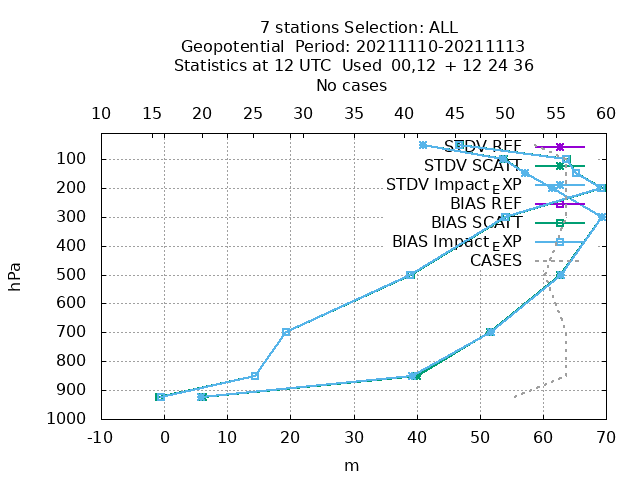 7 stations Selection: ALL
Geopotential  Period: 20211110-20211113
Statistics at 12 UTC  Used  00,12  + 12 24 36
No cases
10 15 20 25 30 35 40 45 50 55 60
STDV REF
100 STDV SCATT
STDV Impact_EXP
200
BIAS REF
300 BIAS SCATT
400 BIAS Impact_EXP
CASES
500
600
700
800
900
1000
-10 0 10 20 30 40 50 60 70
hPa
m